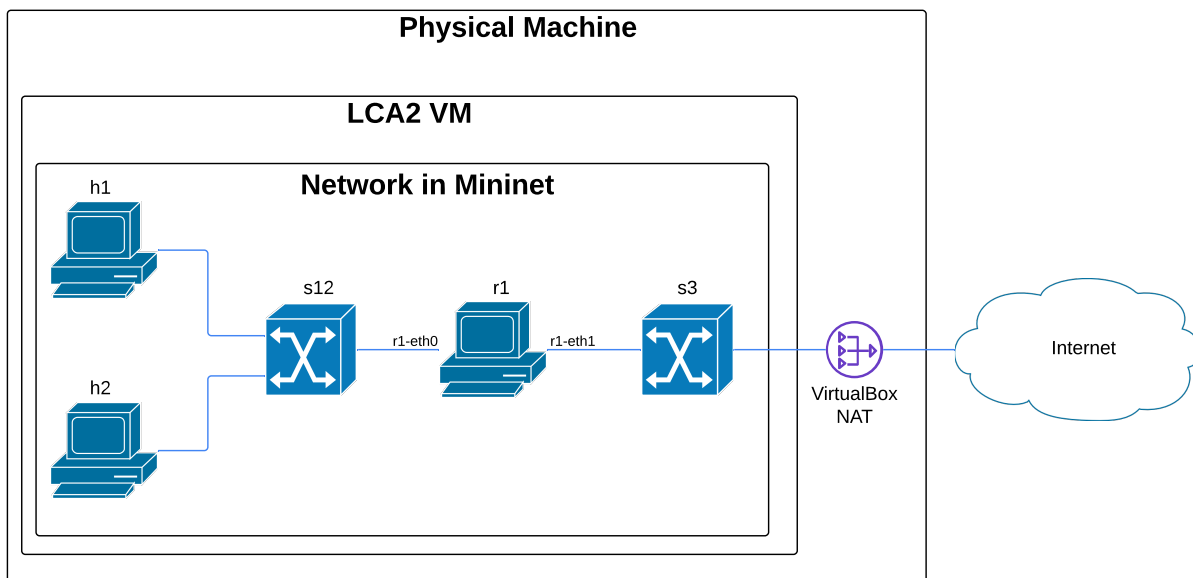 Physical Machine
LCA2 VM
Network in Mininet
h1
s12
r1
s3
r1-eth0
r1-eth1
h2
VirtualBox
NAT
Internet